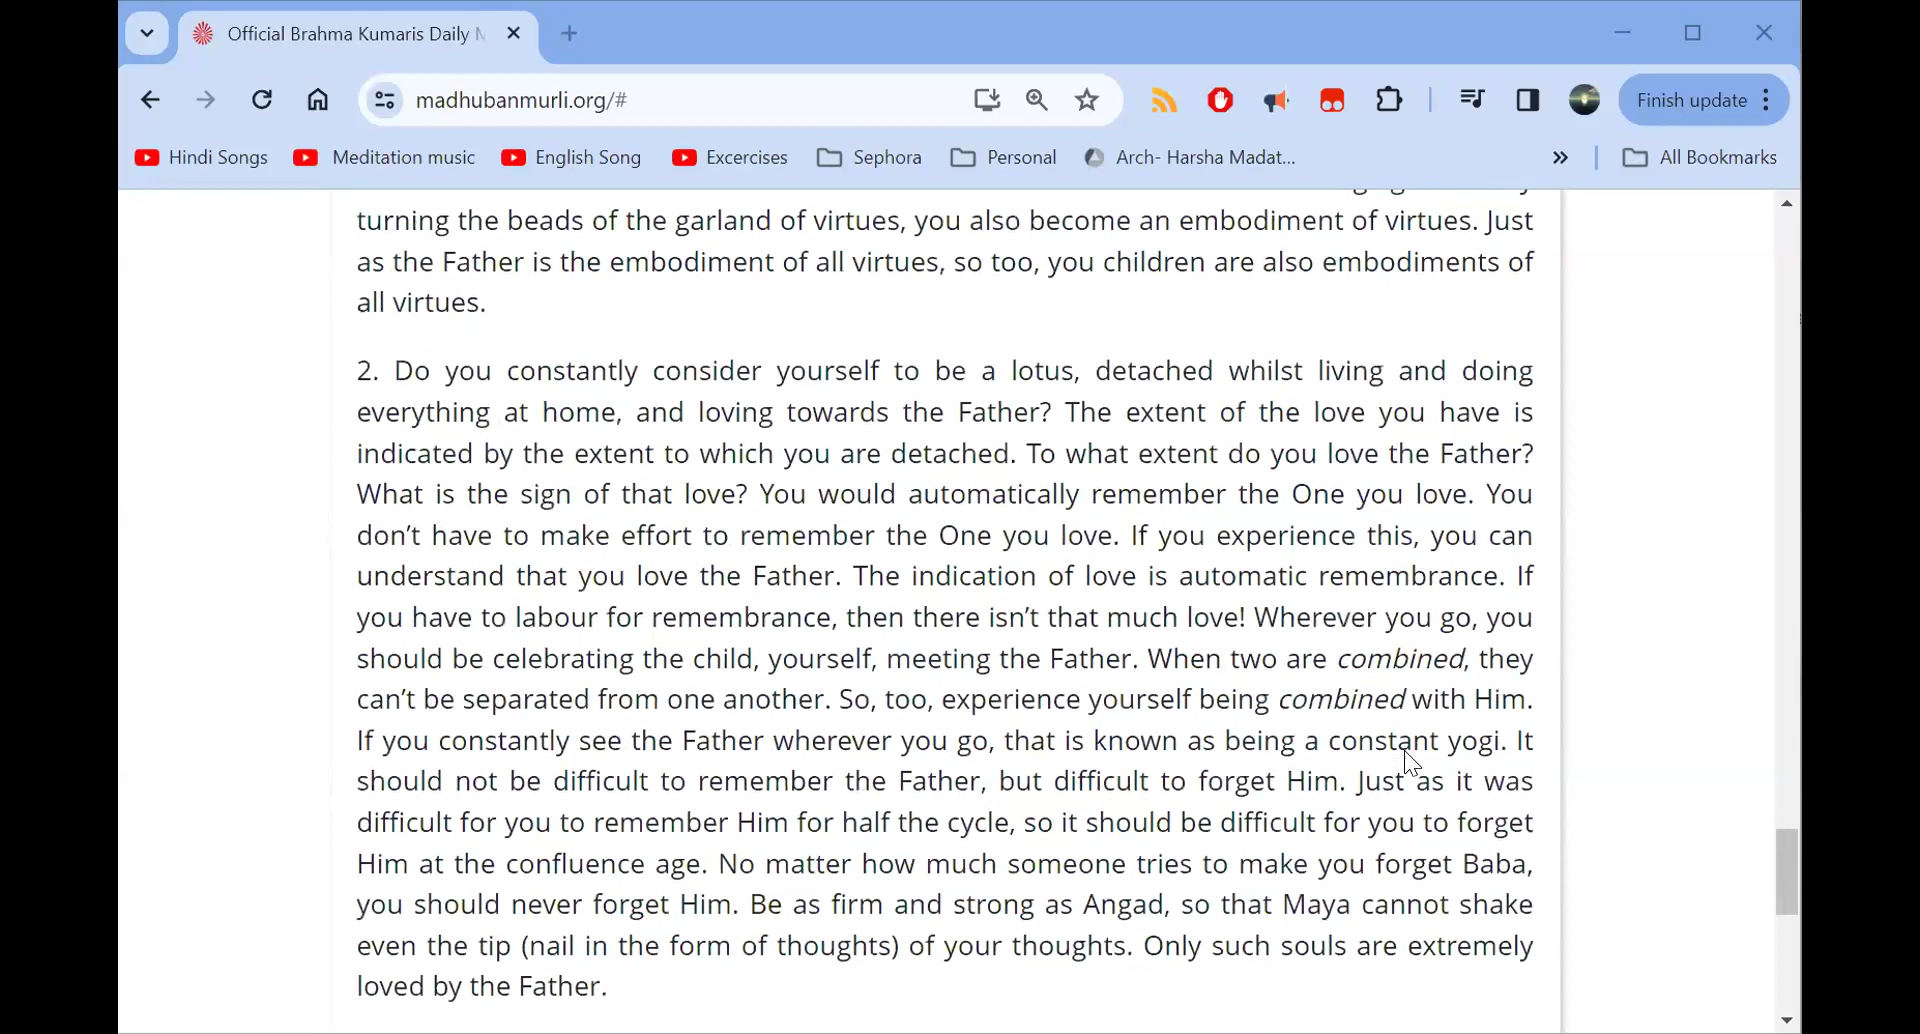 Official Brahma Kumaris Daily M
Finish update
madhubanmurli.org/#
Hindi Songs
Meditation music
English Song
Excercises
Sephora
Personal
Arch- Harsha Madat...
All Bookmarks
turning the beads of the garland of virtues, you also become an embodiment of virtues. Just
as the Father is the embodiment of all virtues, so too, you children are also embodiments of
all virtues.
2. Do you constantly consider yourself to be a lotus, detached whilst living and doing
everything at home, and loving towards the Father? The extent of the love you have is
indicated by the extent to which you are detached. To what extent do you love the Father?
What is the sign of that love? You would automatically remember the One you love. You
don’t have to make effort to remember the One you love. If you experience this, you can
understand that you love the Father. The indication of love is automatic remembrance. If
you have to labour for remembrance, then there isn’t that much love! Wherever you go, you
should be celebrating the child, yourself, meeting the Father. When two are combined, they
can’t be separated from one another. So, too, experience yourself being combined with Him.
If you constantly see the Father wherever you go, that is known as being a constant yogi. It
should not be difficult to remember the Father, but difficult to forget Him. Just as it was
difficult for you to remember Him for half the cycle, so it should be difficult for you to forget
Him at the confluence age. No matter how much someone tries to make you forget Baba,
you should never forget Him. Be as firm and strong as Angad, so that Maya cannot shake
even the tip (nail in the form of thoughts) of your thoughts. Only such souls are extremely
loved by the Father.